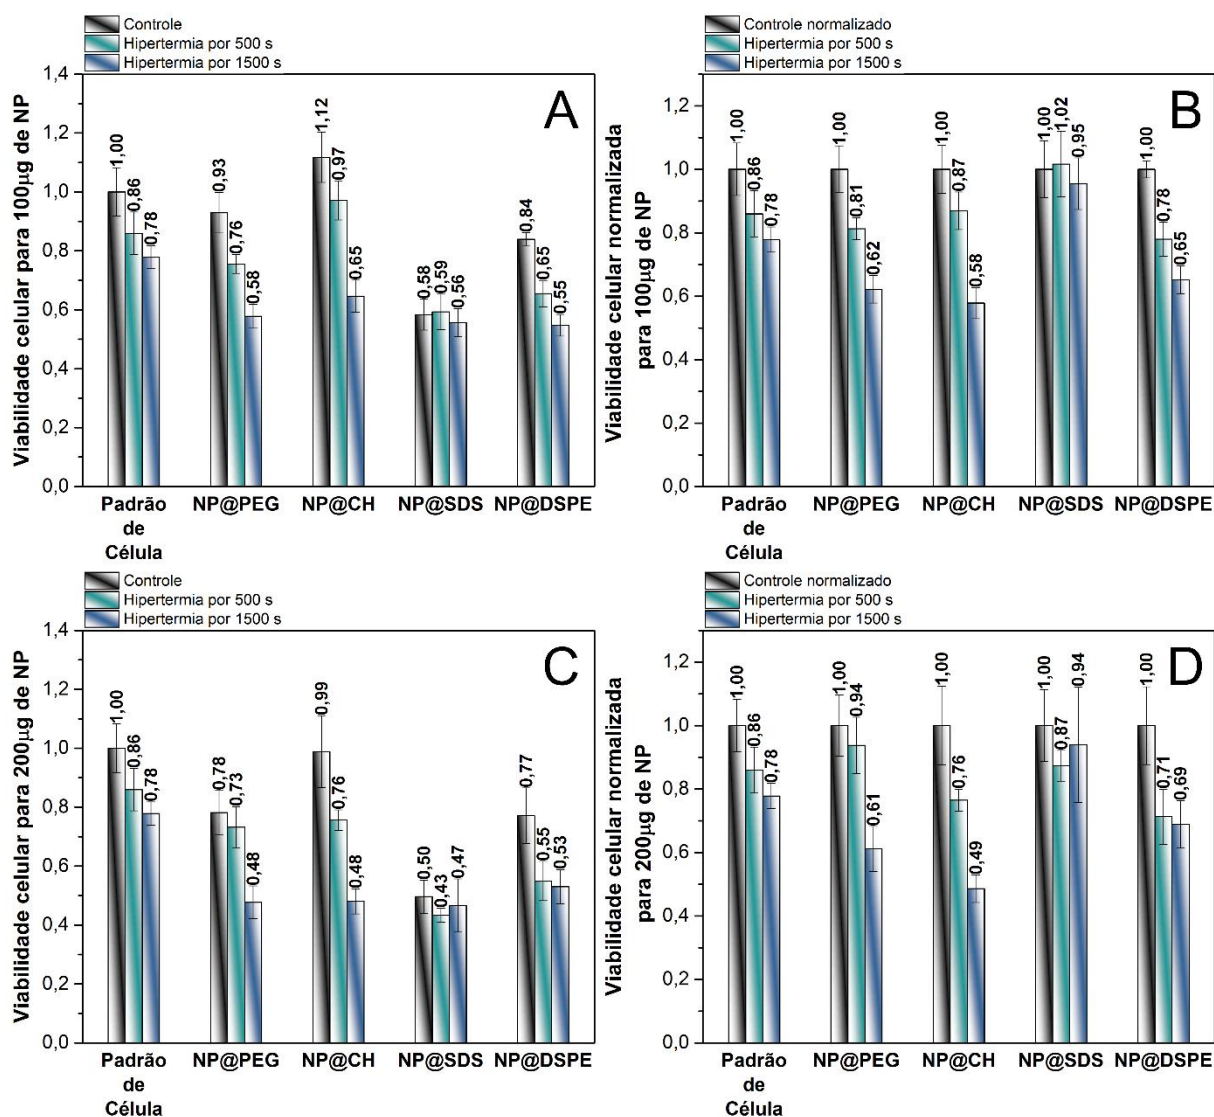 Controle
Hipertermia por 500 s
Hipertermia por 1500 s
A
Viabilidade celular para 100µg de NP
1,4
1,2
1,0
0,8
0,6
0,4
0,2
0,0
1,00
0,86
0,78
0,93
0,76
0,58
1,12
0,97
0,65
0,58
0,59
0,56
0,84
0,65
0,55
Padrão
de
Célula
NP@PEG
NP@CH
NP@SDS
NP@DSPE
Controle normalizado
Hipertermia por 500 s
Hipertermia por 1500 s
B
Viabilidade celular normalizada
para 100µg de NP
1,2
1,0
0,8
0,6
0,4
0,2
0,0
1,00
0,86
0,78
1,00
0,81
0,62
1,00
0,87
0,58
1,00
1,02
0,95
1,00
0,78
0,65
Padrão
de
Célula
NP@PEG
NP@CH
NP@SDS
NP@DSPE
Controle
Hipertermia por 500 s
Hipertermia por 1500 s
C
Viabilidade celular para 200µg de NP
1,4
1,2
1,0
0,8
0,6
0,4
0,2
0,0
1,00
0,86
0,78
0,78
0,73
0,48
0,99
0,76
0,48
0,50
0,43
0,47
0,77
0,55
0,53
Padrão
de
Célula
NP@PEG
NP@CH
NP@SDS
NP@DSPE
Controle normalizado
Hipertermia por 500 s
Hipertermia por 1500 s
D
Viabilidade celular normalizada
para 200µg de NP
1,2
1,0
0,8
0,6
0,4
0,2
0,0
1,00
0,86
0,78
1,00
0,94
0,61
1,00
0,76
0,49
1,00
0,87
0,94
1,00
0,71
0,69
Padrão
de
Célula
NP@PEG
NP@CH
NP@SDS
NP@DSPE